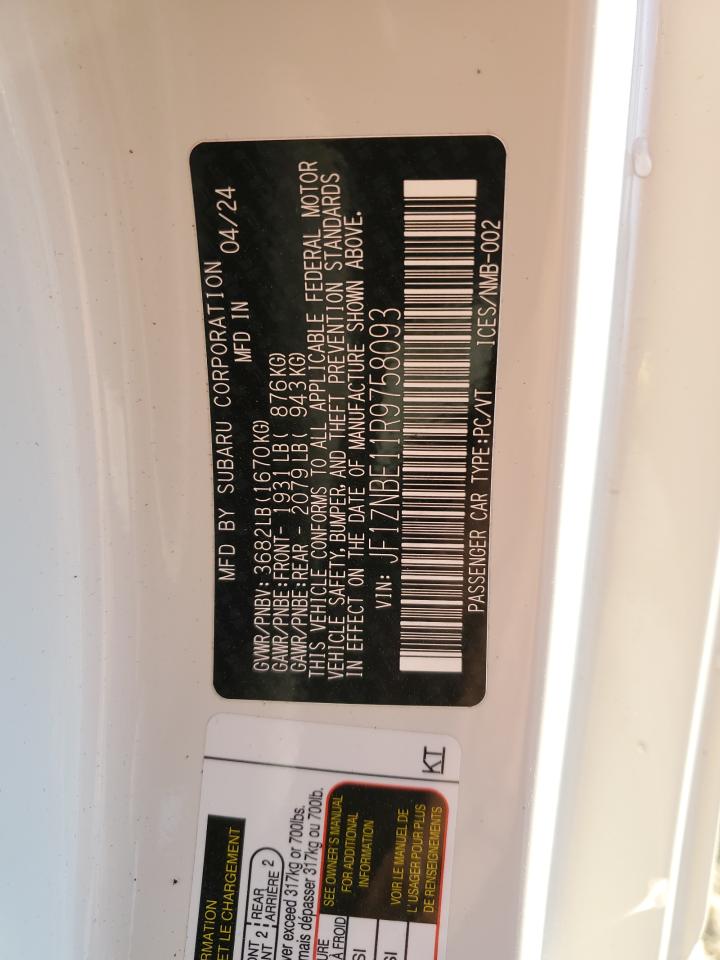 MFD BY SUBARU CORPORATION
MFD IN 04/24
GVWR/PNBV: 3682LB(1670KG)
GAWR/PNBE:FRONT- 1931LB( 876KG)
GAWR/PNBE:REAR - 2079LB( 943KG)
THIS VEHICLE CONFORMS TO ALL APPLICABLE FEDERAL MOTOR
VEHICLE SAFETY, BUMPER, AND THEFT PREVENTION STANDARDS
IN EFFECT ON THE DATE OF MANUFACTURE SHOWN ABOVE.
VIN: JF1ZNBE11R9758093
PASSENGER CAR TYPE:PC/VT ICES/NMB-002
KI
ET LE CHARGEMENT
2 REAR
ARRIÈRE 2
exceed 317kg or 700lbs.
mais dépasser 317kg ou 700lb.
À FROID
SEE OWNER'S MANUAL
FOR ADDITIONAL
INFORMATION
VOIR LE MANUEL DE
L'USAGER POUR PLUS
DE RENSEIGNEMENTS